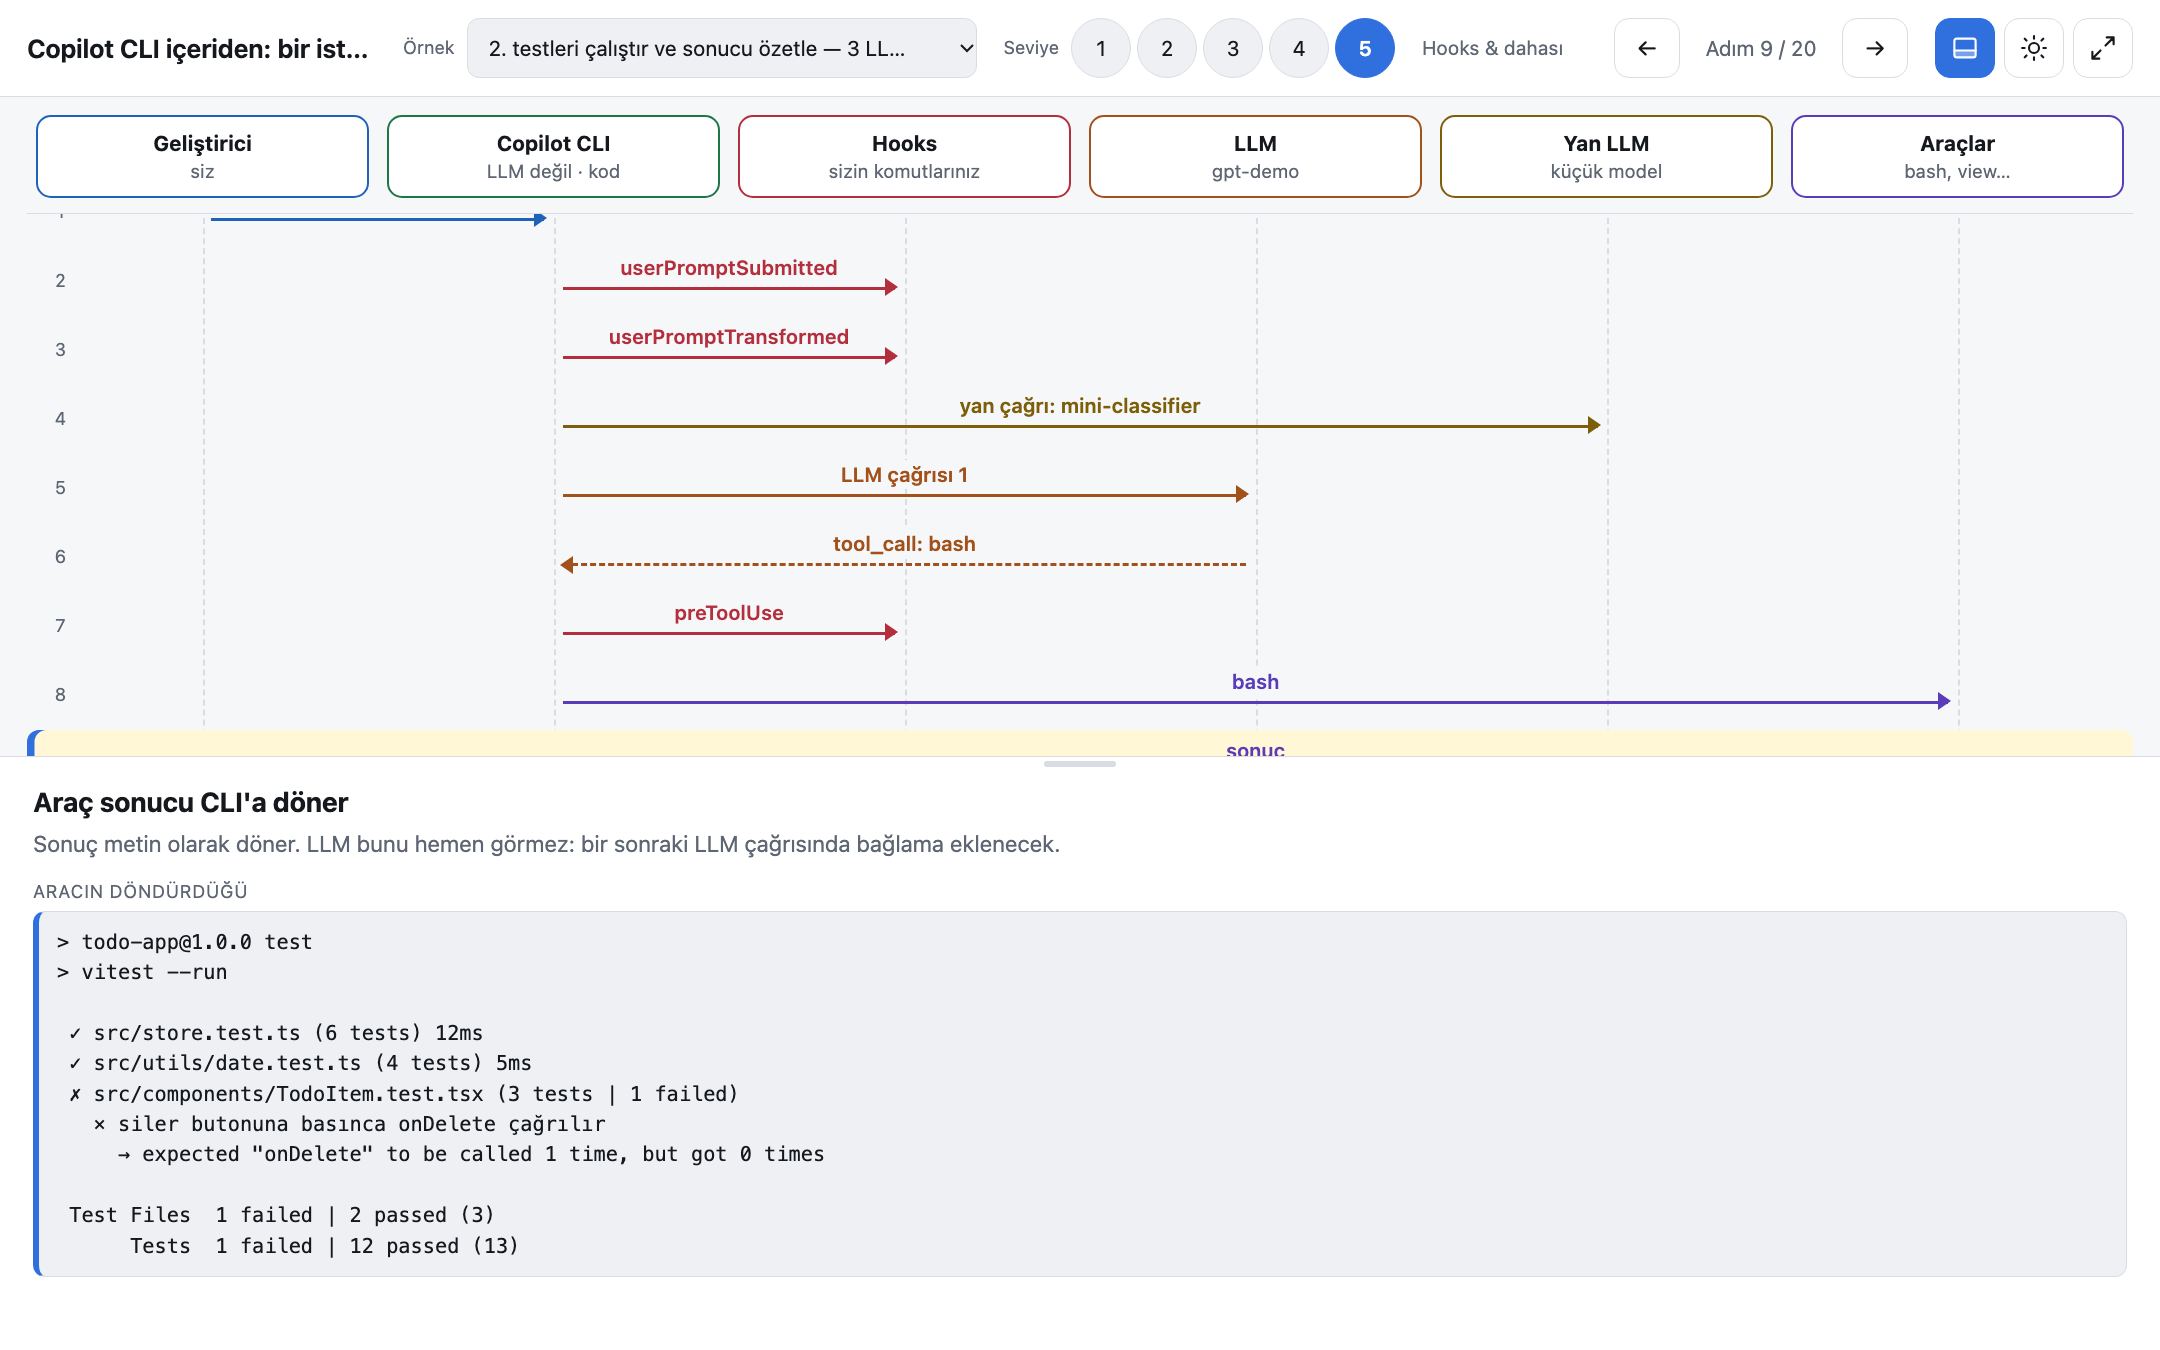 Copilot CLI içeriden: bir ist...
Örnek
2. testleri çalıştır ve sonucu özetle — 3 LL...
Seviye
1
2
3
4
5
Hooks & dahası
Adım 9 / 20
Geliştirici
siz
Copilot CLI
LLM değil · kod
Hooks
sizin komutlarınız
LLM
gpt-demo
Yan LLM
küçük model
Araçlar
bash, view...
2
userPromptSubmitted
3
userPromptTransformed
4
yan çağrı: mini-classifier
5
LLM çağrısı 1
6
tool_call: bash
7
preToolUse
8
bash
sonuç
Araç sonucu CLI'a döner
Sonuç metin olarak döner. LLM bunu hemen görmez: bir sonraki LLM çağrısında bağlama eklenecek.
ARACIN DÖNDÜRDÜĞÜ
> todo-app@1.0.0 test
> vitest --run
✓ src/store.test.ts (6 tests) 12ms
✓ src/utils/date.test.ts (4 tests) 5ms
✗ src/components/TodoItem.test.tsx (3 tests | 1 failed)
× siler butonuna basınca onDelete çağrılır
→ expected "onDelete" to be called 1 time, but got 0 times
Test Files  1 failed | 2 passed (3)
Tests  1 failed | 12 passed (13)